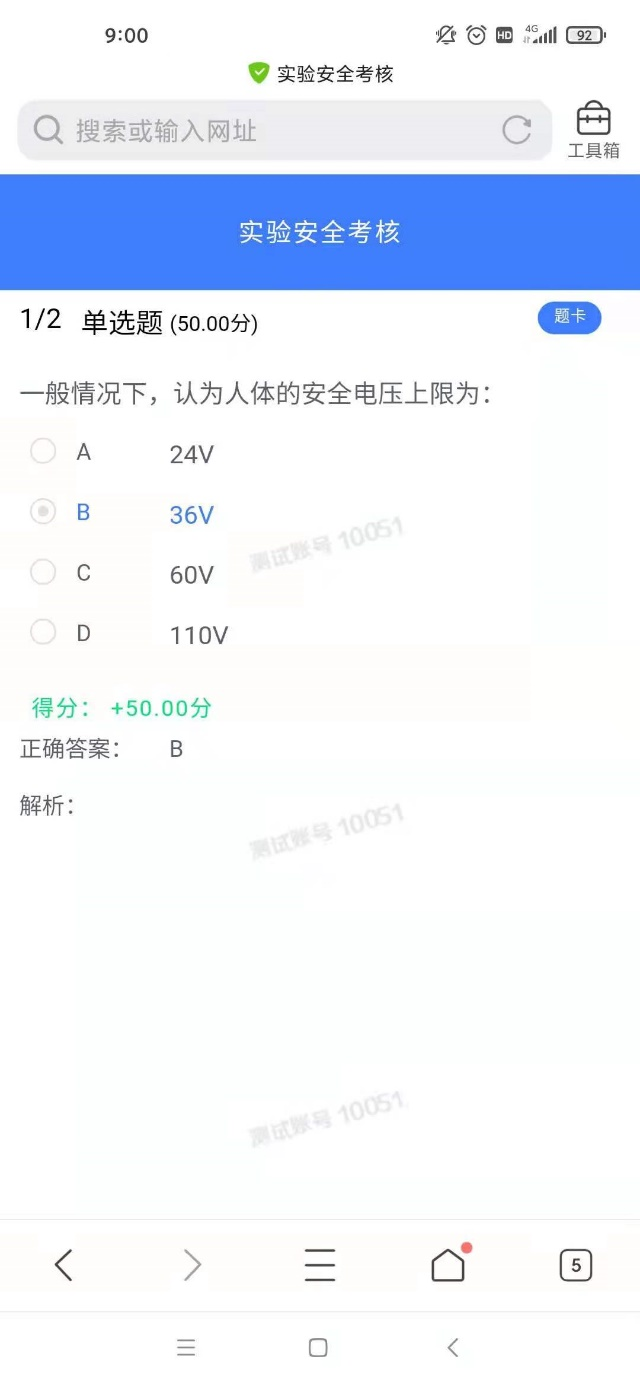 9:00 HD 4G 92
实验安全考核
搜索或输入网址
工具箱
实验安全考核
1/2 单选题 (50.00分) 题卡
一般情况下，认为人体的安全电压上限为：
A 24V
B 36V
测试账号 10051
C 60V
D 110V
得分： +50.00分
正确答案： B
解析：
测试账号 10051
测试账号 10051
5